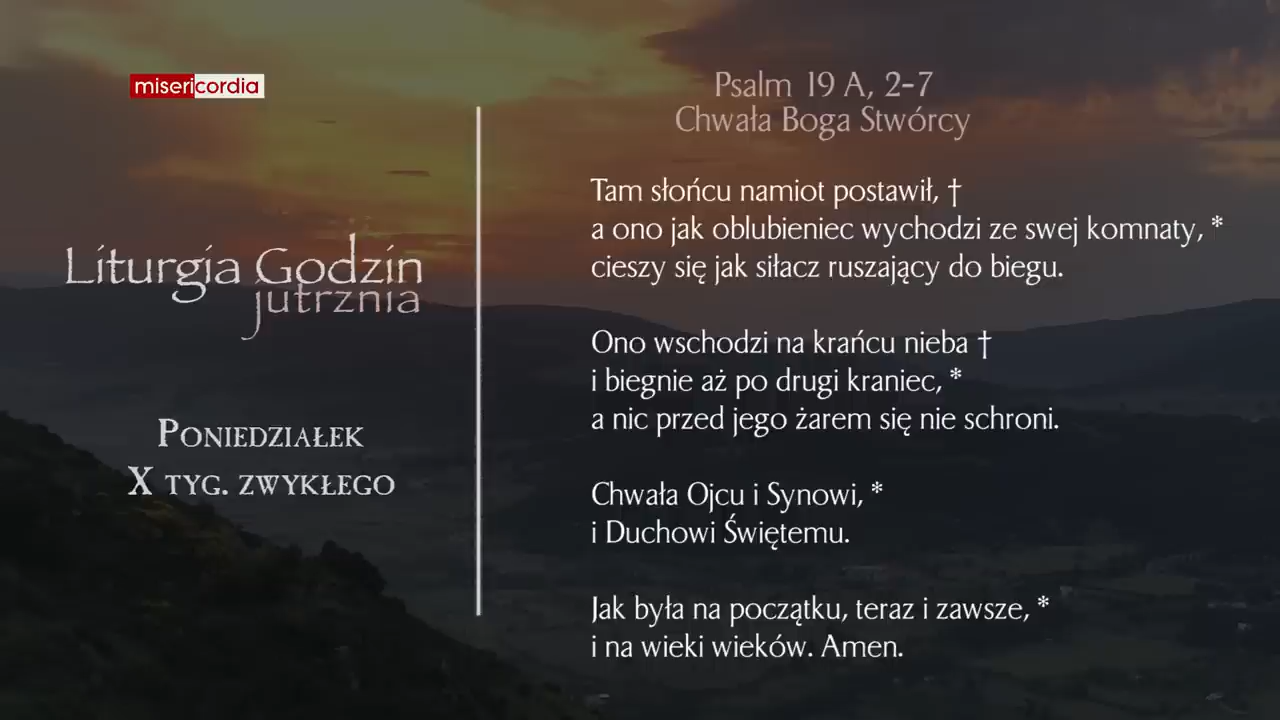 misericordia
Liturgia Godzin
jutrznia
Poniedziałek
X tyg. zwykłego
Psalm 19 A, 2-7
Chwała Boga Stwórcy
Tam słońcu namiot postawił, †
a ono jak oblubieniec wychodzi ze swej komnaty, *
cieszy się jak siłacz ruszający do biegu.
Ono wschodzi na krańcu nieba †
i biegnie aż po drugi kraniec, *
a nic przed jego żarem się nie schroni.
Chwała Ojcu i Synowi, *
i Duchowi Świętemu.
Jak była na początku, teraz i zawsze, *
i na wieki wieków. Amen.